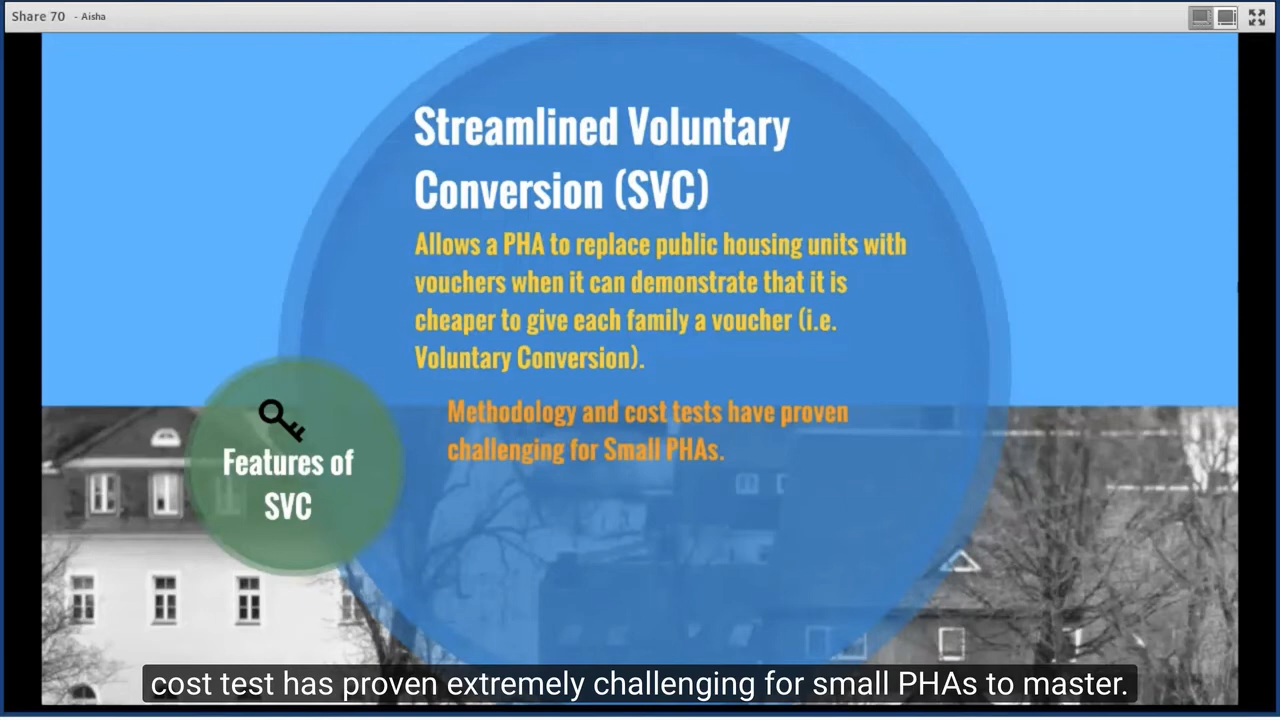 Share 70 - Aisha
Streamlined Voluntary
Conversion (SVC)
Allows a PHA to replace public housing units with
vouchers when it can demonstrate that it is
cheaper to give each family a voucher (i.e.
Voluntary Conversion).
Methodology and cost tests have proven
challenging for Small PHAs.
Features of
SVC
cost test has proven extremely challenging for small PHAs to master.